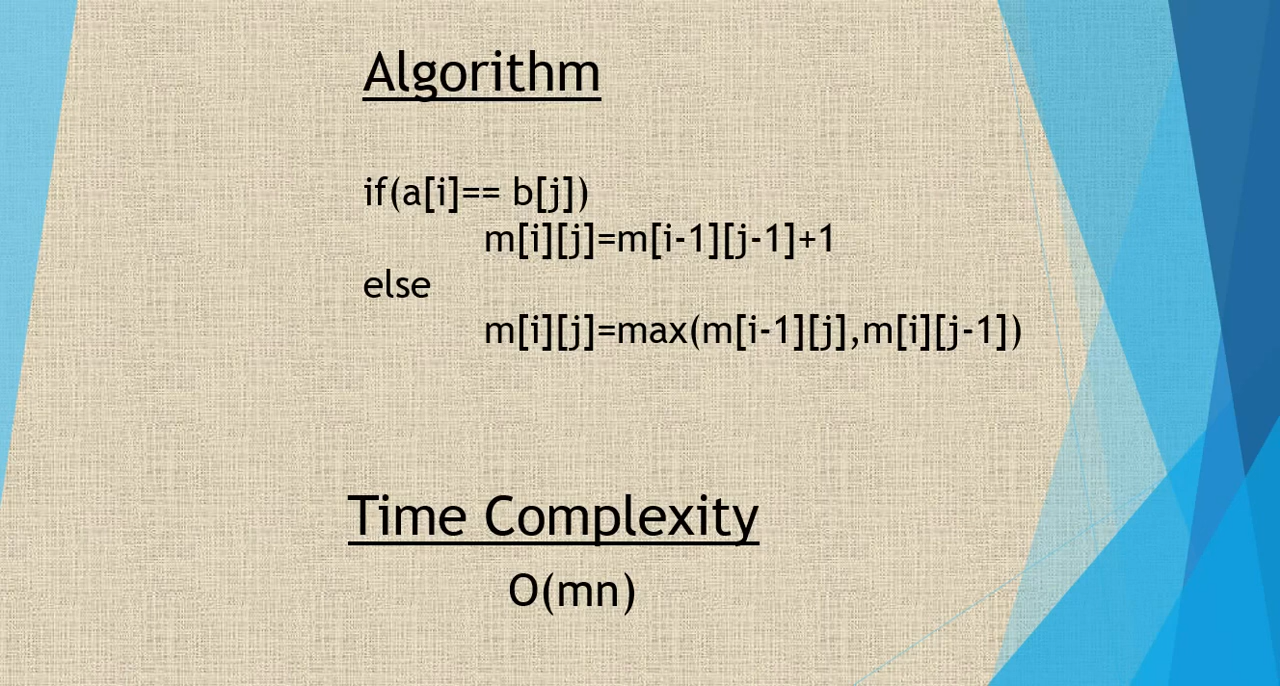 Algorithm
if(a[i]== b[j])
m[i][j]=m[i-1][j-1]+1
else
m[i][j]=max(m[i-1][j],m[i][j-1])
Time Complexity
O(mn)